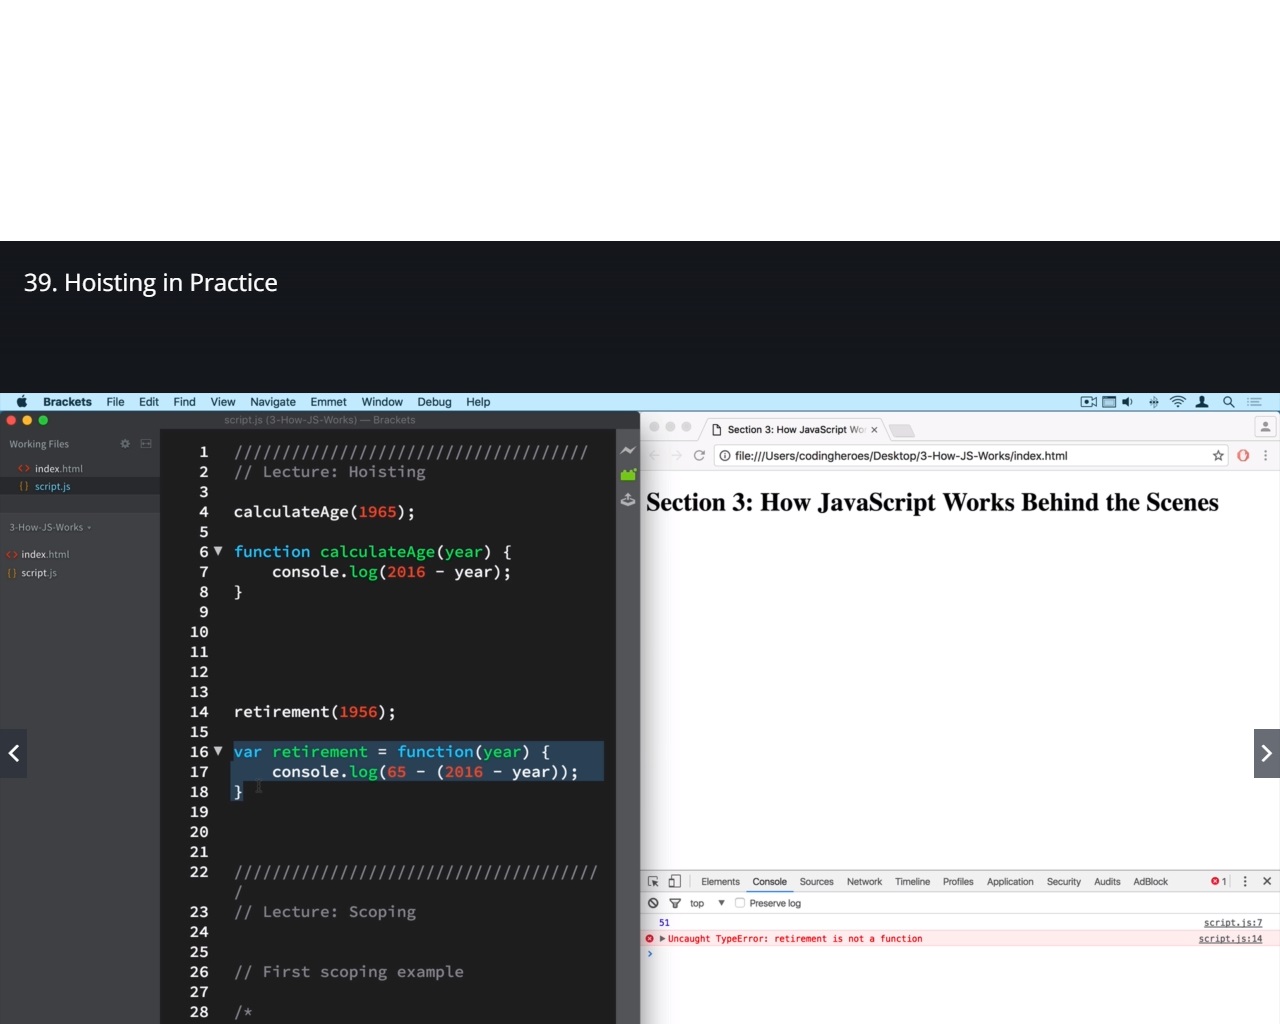 39. Hoisting in Practice
Brackets File Edit Find View Navigate Emmet Window Debug Help
script.js (3-How-JS-Works) — Brackets
Working Files
<> index.html
{} script.js
3-How-JS-Works
<> index.html
{} script.js
1 /////////////////////////////////////
2 // Lecture: Hoisting
3
4 calculateAge(1965);
5
6 function calculateAge(year) {
7 console.log(2016 - year);
8 }
9
10
11
12
13
14 retirement(1956);
15
16 var retirement = function(year) {
17 console.log(65 - (2016 - year));
18 }
19
20
21
22 //////////////////////////////////////
/
23 // Lecture: Scoping
24
25
26 // First scoping example
27
28 /*
Section 3: How JavaScript Wo
file:///Users/codingheroes/Desktop/3-How-JS-Works/index.html
Section 3: How JavaScript Works Behind the Scenes
Elements Console Sources Network Timeline Profiles Application Security Audits AdBlock 1
top Preserve log
51 script.js:7
Uncaught TypeError: retirement is not a function script.js:14